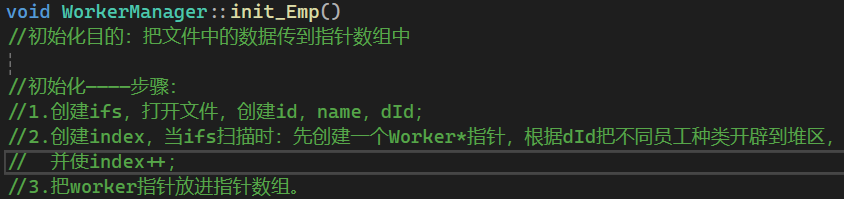 void WorkerManager::init_Emp()
//初始化目的：把文件中的数据传到指针数组中
//初始化————步骤：
//1.创建ifs，打开文件，创建id，name，dId；
//2.创建index，当ifs扫描时：先创建一个Worker*指针，根据dId把不同员工种类开辟到堆区，
//  并使index++；
//3.把worker指针放进指针数组。